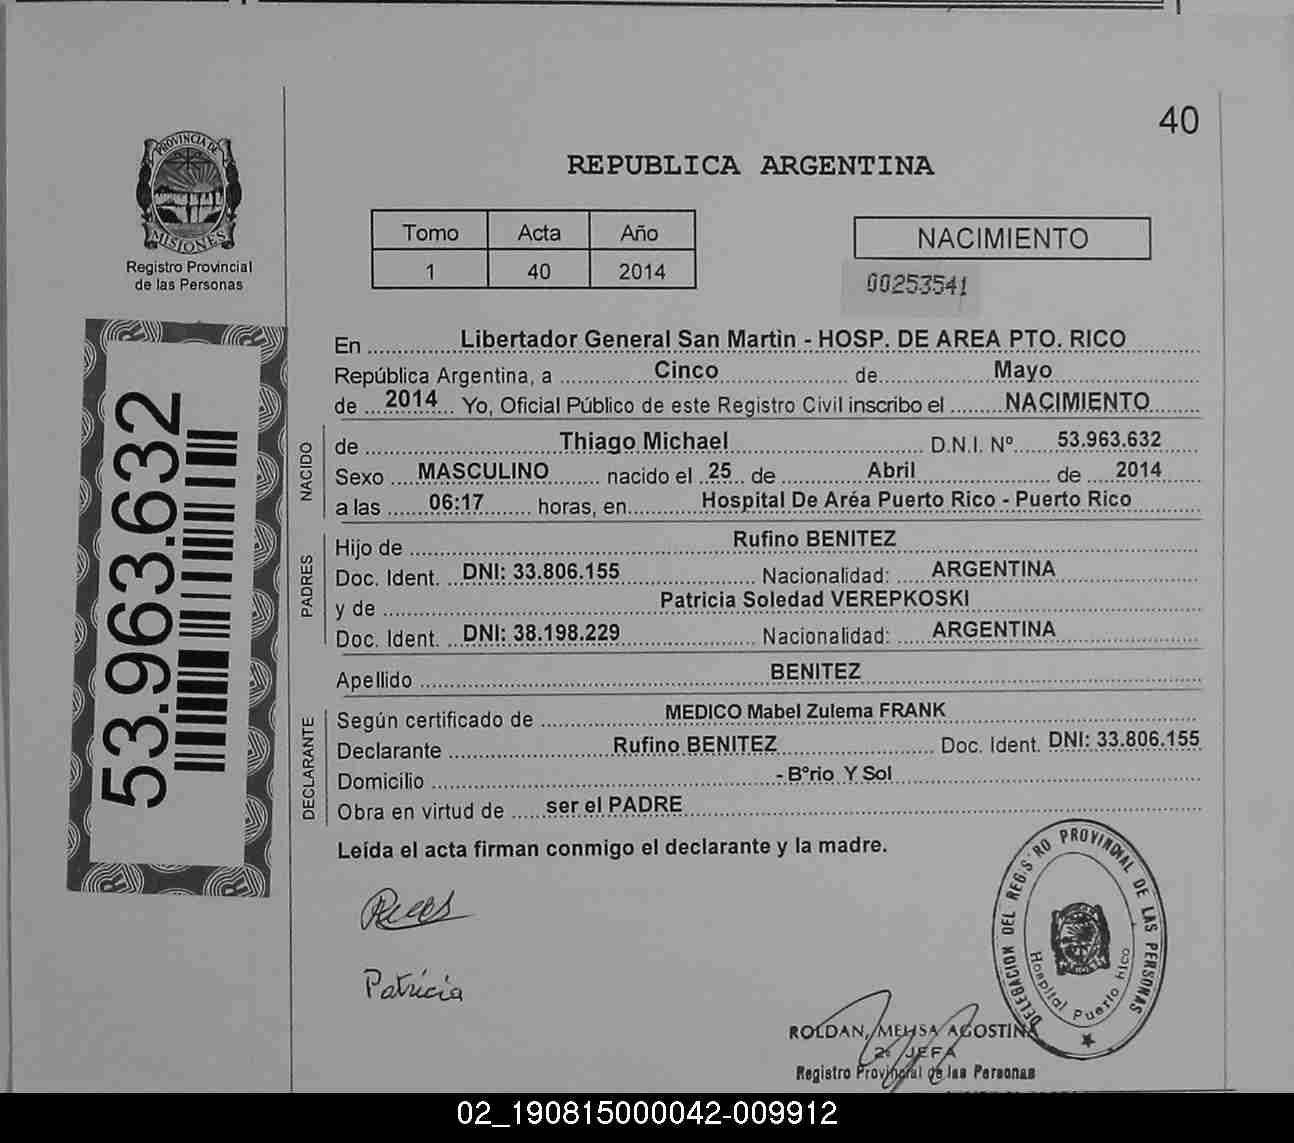 40
PROVINCIA DE
MISIONES
Registro Provincial
de las Personas
REPUBLICA ARGENTINA
Tomo Acta Año
1 40 2014
NACIMIENTO
00253541
53.963.632
En Libertador General San Martìn - HOSP. DE AREA PTO. RICO
República Argentina, a Cinco de Mayo
de 2014 Yo, Oficial Público de este Registro Civil inscribo el NACIMIENTO
NACIDO
de Thiago Michael D.N.I. Nº 53.963.632
Sexo MASCULINO nacido el 25 de Abril de 2014
a las 06:17 horas, en Hospital De Aréa Puerto Rico - Puerto Rico
PADRES
Hijo de Rufino BENITEZ
Doc. Ident. DNI: 33.806.155 Nacionalidad: ARGENTINA
y de Patricia Soledad VEREPKOSKI
Doc. Ident. DNI: 38.198.229 Nacionalidad: ARGENTINA
Apellido BENITEZ
DECLARANTE
Según certificado de MEDICO Mabel Zulema FRANK
Declarante Rufino BENITEZ Doc. Ident. DNI: 33.806.155
Domicilio - Bºrio Y Sol
Obra en virtud de ser el PADRE
Leída el acta firman conmigo el declarante y la madre.
Patricia
DELEGACION DEL REGISTRO PROVINCIAL DE LAS PERSONAS
Hospital Puerto Rico
ROLDAN, MELISA AGOSTINA
2º JEFA
Registro Provincial de las Personas
02_190815000042-009912